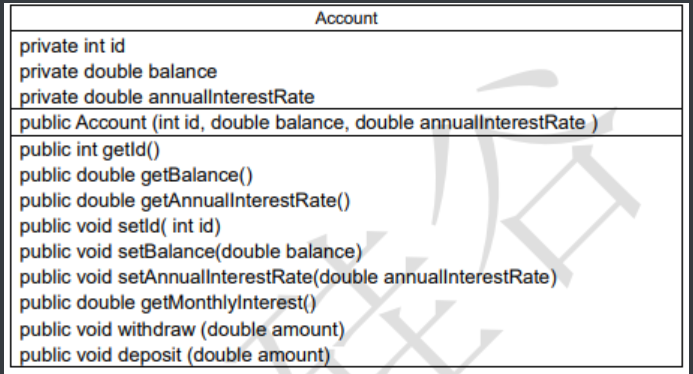 Account
private int id
private double balance
private double annualInterestRate
public Account (int id, double balance, double annualInterestRate )
public int getId()
public double getBalance()
public double getAnnualInterestRate()
public void setId( int id)
public void setBalance(double balance)
public void setAnnualInterestRate(double annualInterestRate)
public double getMonthlyInterest()
public void withdraw (double amount)
public void deposit (double amount)